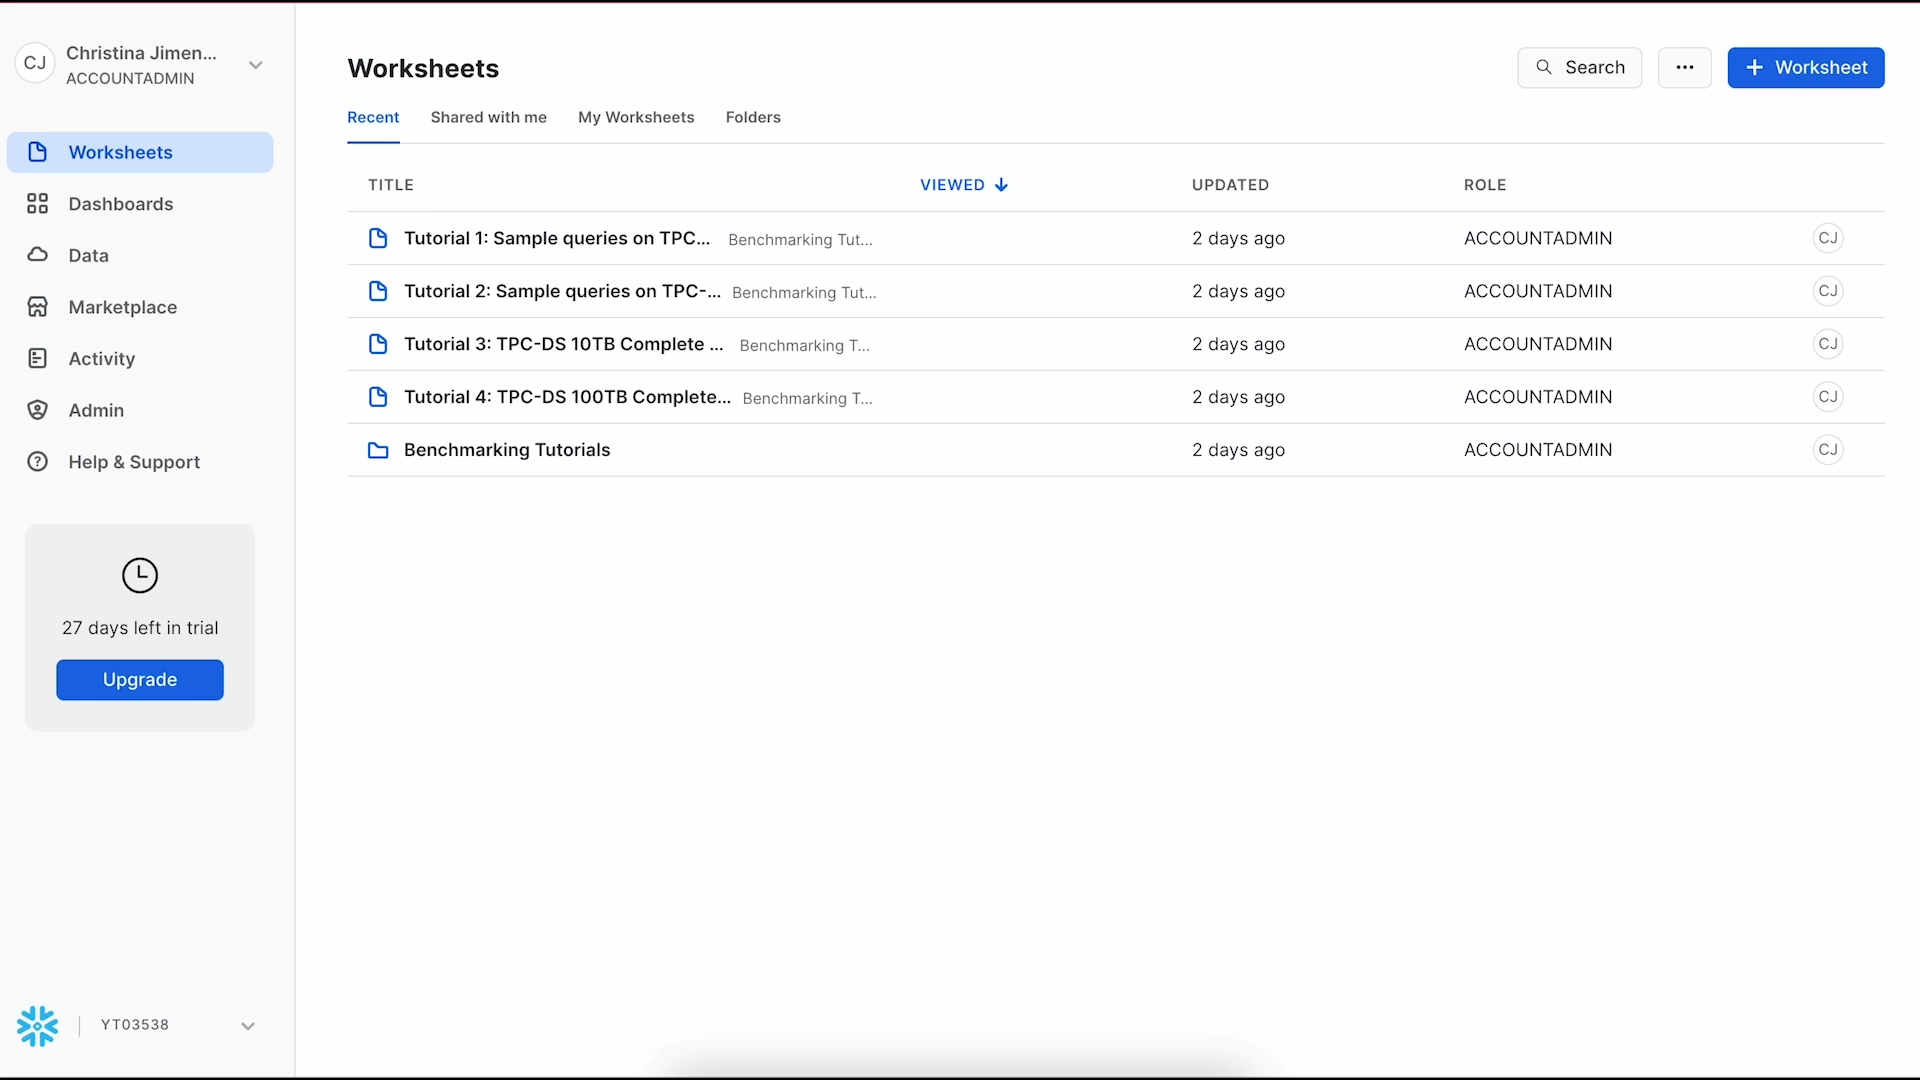 CJ
Christina Jimen...
ACCOUNTADMIN
Worksheets
Dashboards
Data
Marketplace
Activity
Admin
Help & Support
27 days left in trial
Upgrade
YT03538
Worksheets
Search
Worksheet
Recent Shared with me My Worksheets Folders
TITLE VIEWED UPDATED ROLE
Tutorial 1: Sample queries on TPC... Benchmarking Tut... 2 days ago ACCOUNTADMIN CJ
Tutorial 2: Sample queries on TPC-... Benchmarking Tut... 2 days ago ACCOUNTADMIN CJ
Tutorial 3: TPC-DS 10TB Complete ... Benchmarking T... 2 days ago ACCOUNTADMIN CJ
Tutorial 4: TPC-DS 100TB Complete... Benchmarking T... 2 days ago ACCOUNTADMIN CJ
Benchmarking Tutorials 2 days ago ACCOUNTADMIN CJ